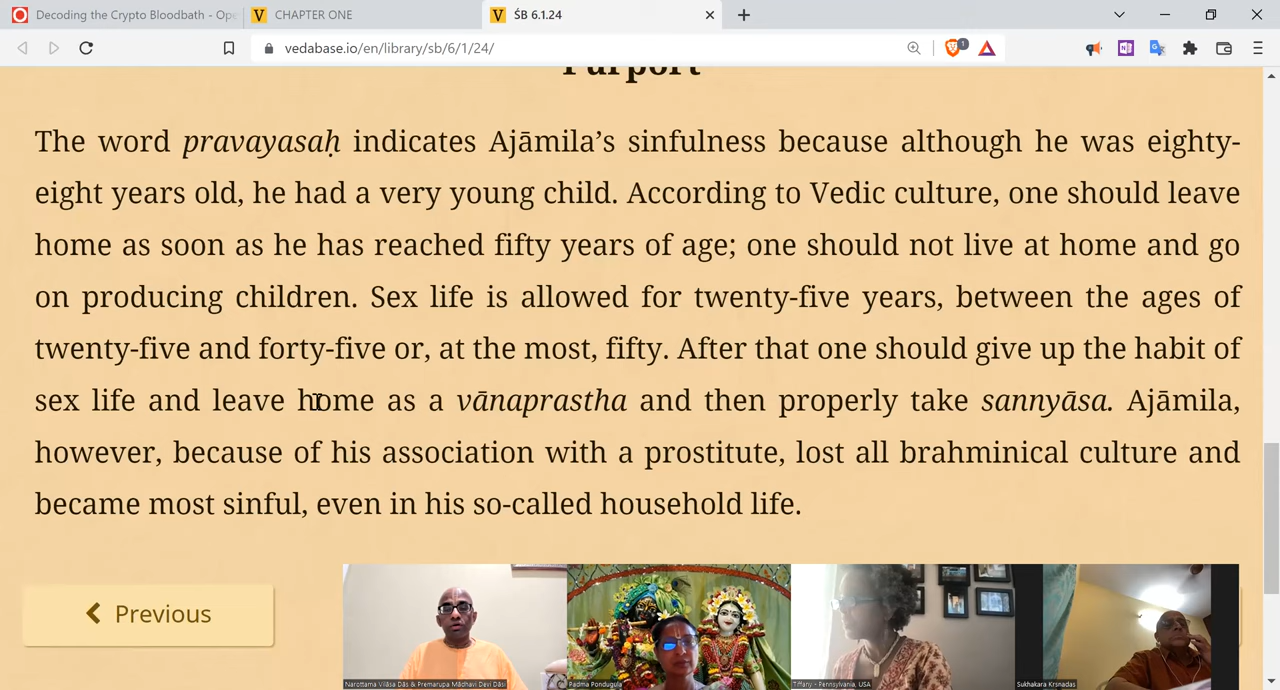 Decoding the Crypto Bloodbath - Ope
CHAPTER ONE
ŚB 6.1.24
vedabase.io/en/library/sb/6/1/24/
1
Purport
The word pravayasaḥ indicates Ajāmila’s sinfulness because although he was eighty-
eight years old, he had a very young child. According to Vedic culture, one should leave
home as soon as he has reached fifty years of age; one should not live at home and go
on producing children. Sex life is allowed for twenty-five years, between the ages of
twenty-five and forty-five or, at the most, fifty. After that one should give up the habit of
sex life and leave home as a vānaprastha and then properly take sannyāsa. Ajāmila,
however, because of his association with a prostitute, lost all brahminical culture and
became most sinful, even in his so-called household life.
Previous
Narottama Vilāsa Dās & Premarupa Mādhavi Devi Dāsi
Padma Pondugula
Tiffany - Pennsylvania, USA
Sukhakara Krsnadas